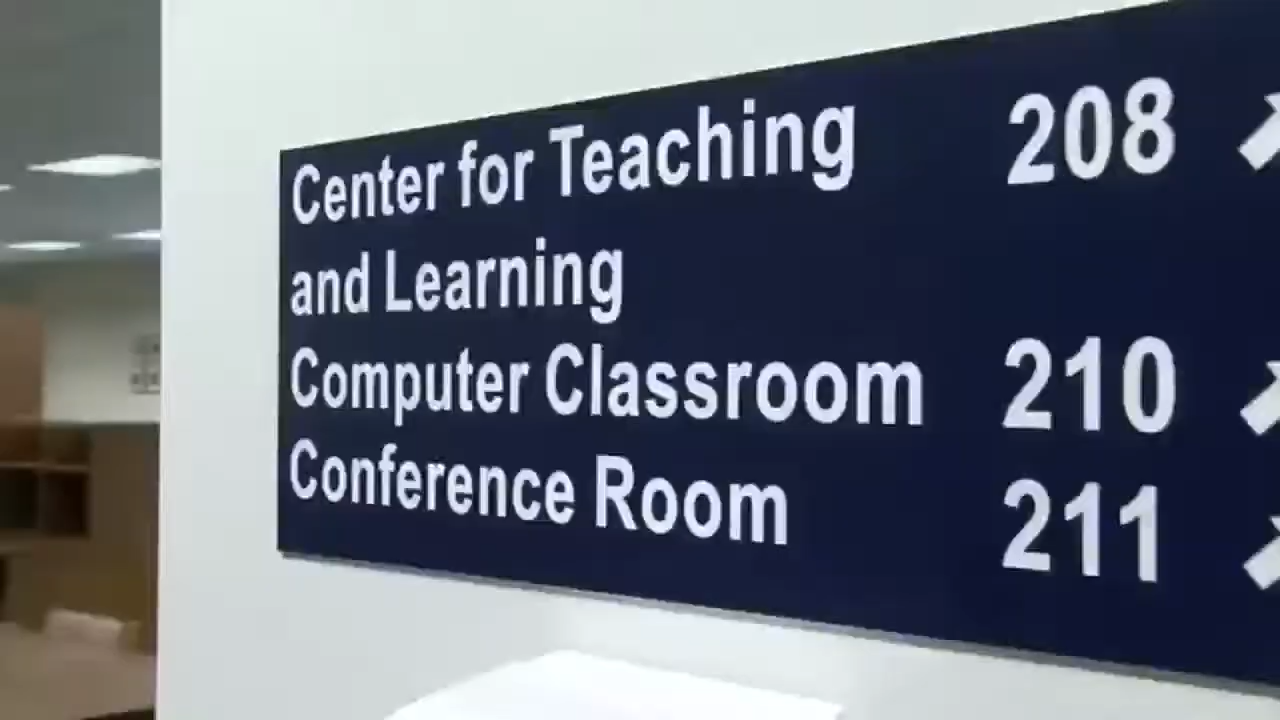 Center for Teaching 208
and Learning
Computer Classroom 210
Conference Room 211